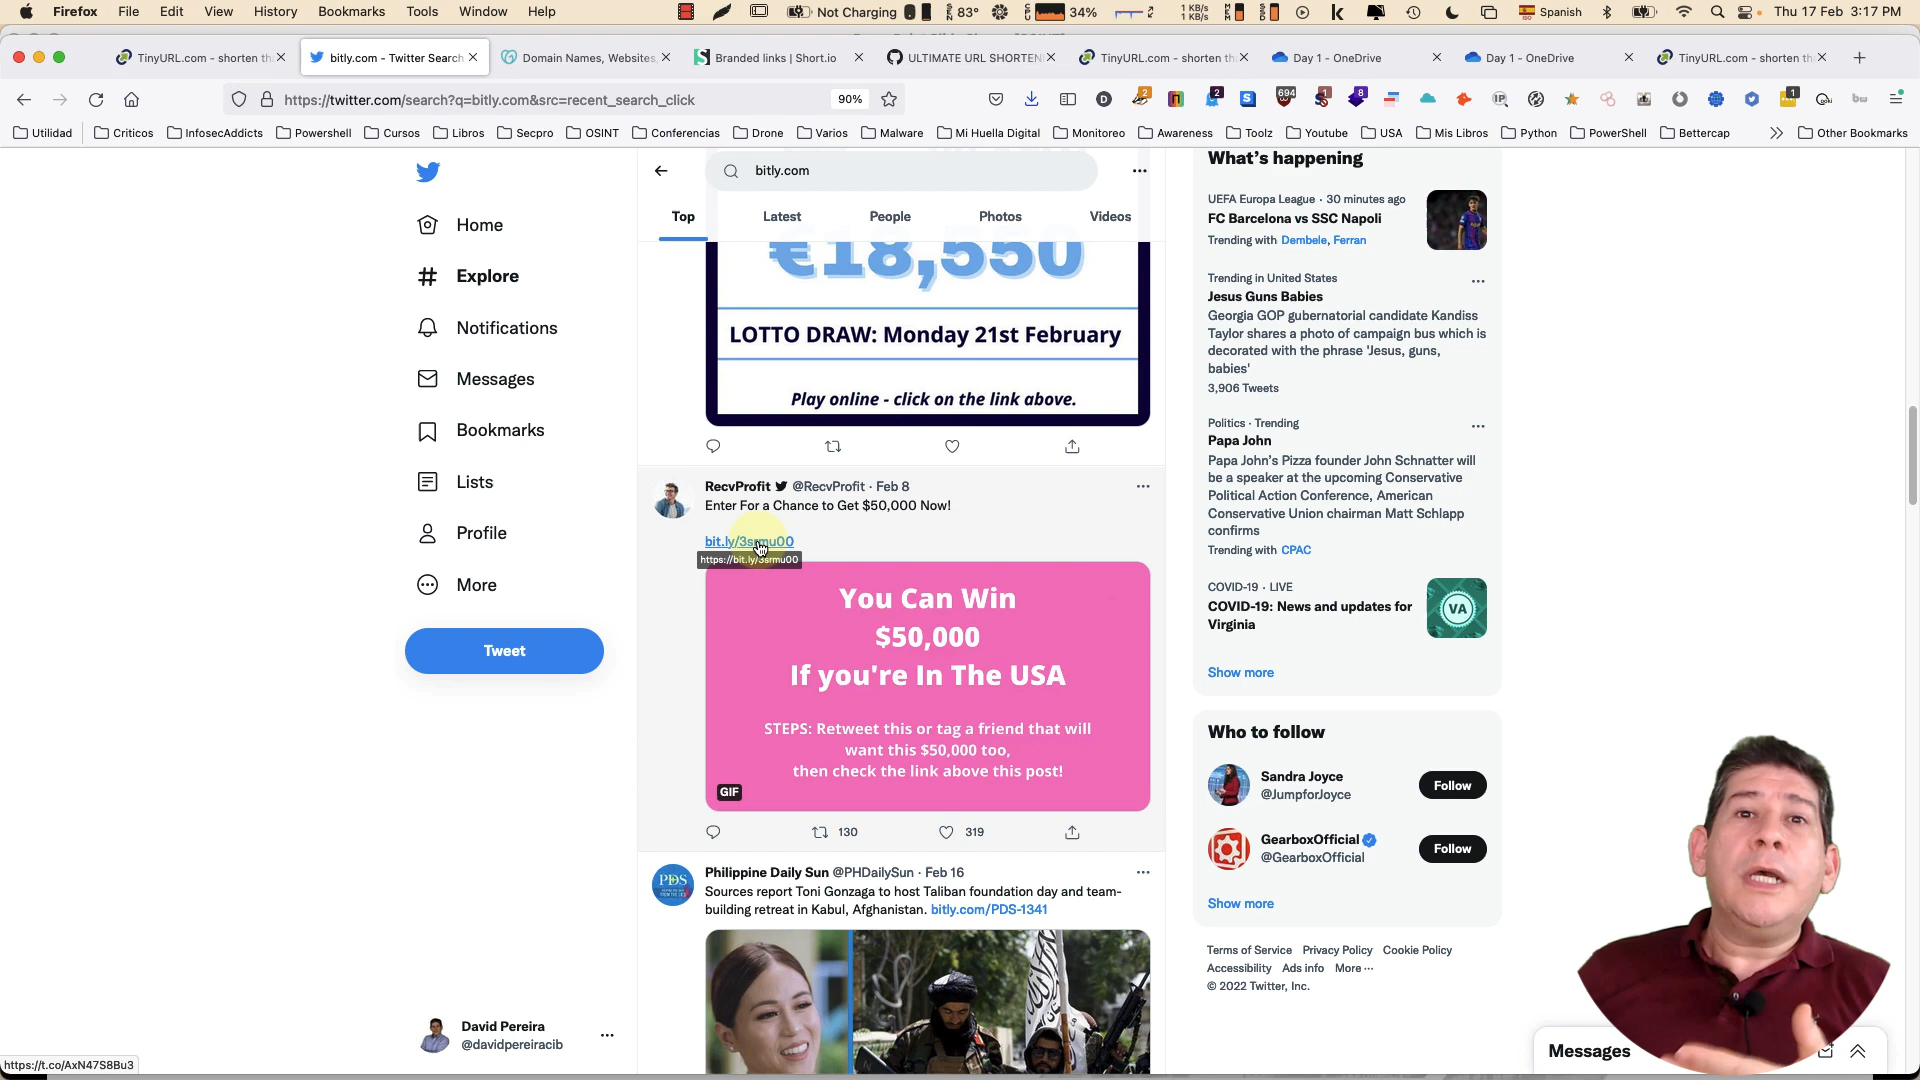 Firefox File Edit View History Bookmarks Tools Window Help
Not Charging 83° 34% 1 KB/s 1 KB/s Spanish Thu 17 Feb 3:17 PM
TinyURL.com - shorten th
bitly.com - Twitter Search
Domain Names, Websites,
Branded links | Short.io
ULTIMATE URL SHORTEN
TinyURL.com - shorten th
Day 1 - OneDrive
Day 1 - OneDrive
TinyURL.com - shorten th
https://twitter.com/search?q=bitly.com&src=recent_search_click
90%
Utilidad Criticos InfosecAddicts Powershell Cursos Libros Secpro OSINT Conferencias Drone Varios Malware Mi Huella Digital Monitoreo Awareness Toolz Youtube USA Mis Libros Python PowerShell Bettercap Other Bookmarks
Home
Explore
Notifications
Messages
Bookmarks
Lists
Profile
More
Tweet
David Pereira
@davidpereiracib
https://t.co/AxN47S8Bu3
bitly.com
Top Latest People Photos Videos
€18,550
LOTTO DRAW: Monday 21st February
Play online - click on the link above.
RecvProfit @RecvProfit · Feb 8
Enter For a Chance to Get $50,000 Now!
bit.ly/3srmu00
https://bit.ly/3srmu00
You Can Win
$50,000
If you're In The USA
STEPS: Retweet this or tag a friend that will
want this $50,000 too,
then check the link above this post!
GIF
130 319
Philippine Daily Sun @PHDailySun · Feb 16
Sources report Toni Gonzaga to host Taliban foundation day and team-
building retreat in Kabul, Afghanistan. bitly.com/PDS-1341
PDS
What's happening
UEFA Europa League · 30 minutes ago
FC Barcelona vs SSC Napoli
Trending with Dembele, Ferran
Trending in United States
Jesus Guns Babies
Georgia GOP gubernatorial candidate Kandiss
Taylor shares a photo of campaign bus which is
decorated with the phrase 'Jesus, guns,
babies'
3,906 Tweets
Politics · Trending
Papa John
Papa John's Pizza founder John Schnatter will
be a speaker at the upcoming Conservative
Political Action Conference, American
Conservative Union chairman Matt Schlapp
confirms
Trending with CPAC
COVID-19 · LIVE
COVID-19: News and updates for
Virginia
VA
Show more
Who to follow
Sandra Joyce
@JumpforJoyce
Follow
GearboxOfficial
@GearboxOfficial
Follow
Show more
Terms of Service Privacy Policy Cookie Policy
Accessibility Ads info More ···
© 2022 Twitter, Inc.
Messages